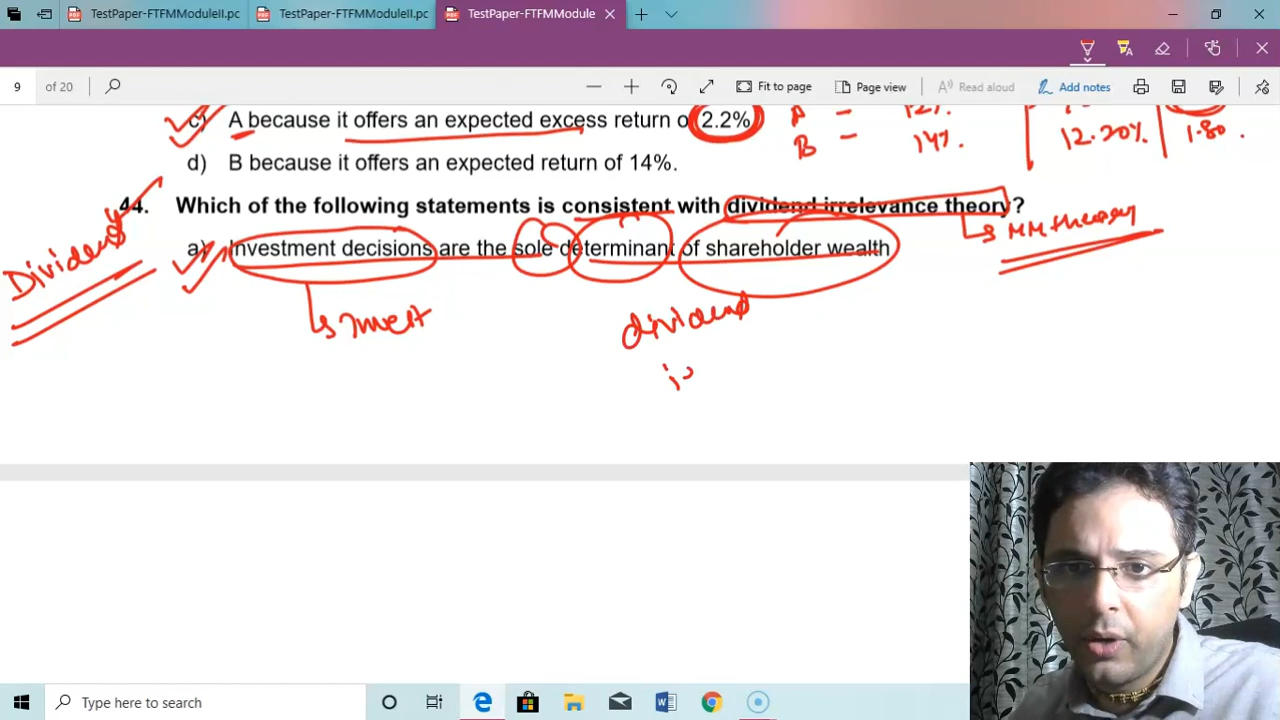 TestPaper-FTFMModuleII.pc
TestPaper-FTFMModuleII.pc
TestPaper-FTFMModule
9 of 20
Fit to page
Page view
Read aloud
Add notes
c) A because it offers an expected excess return o 2.2%
A = 12%.
B = 14%. 12.20% 1.80.
d) B because it offers an expected return of 14%.
44. Which of the following statements is consistent with dividend irrelevance theory?
MM theory
a) Investment decisions are the sole determinant of shareholder wealth
Dividend
Invest
dividend
is
Type here to search